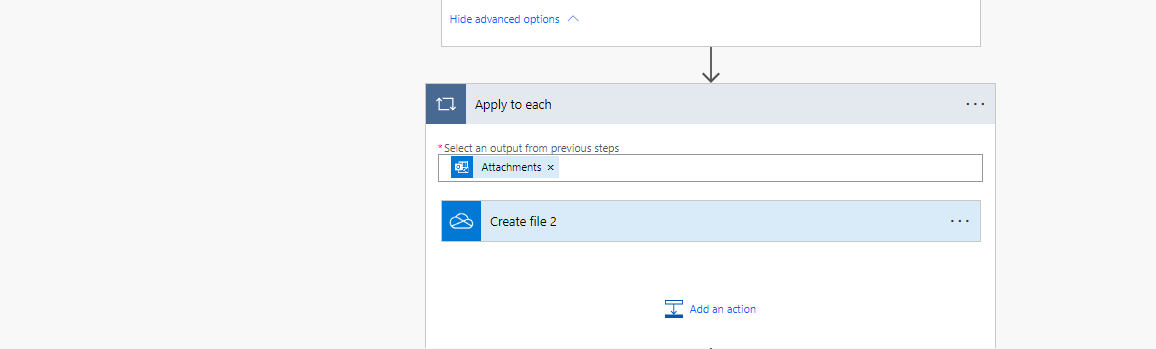 Hide advanced options
Apply to each
*Select an output from previous steps
Attachments ×
Create file 2
Add an action